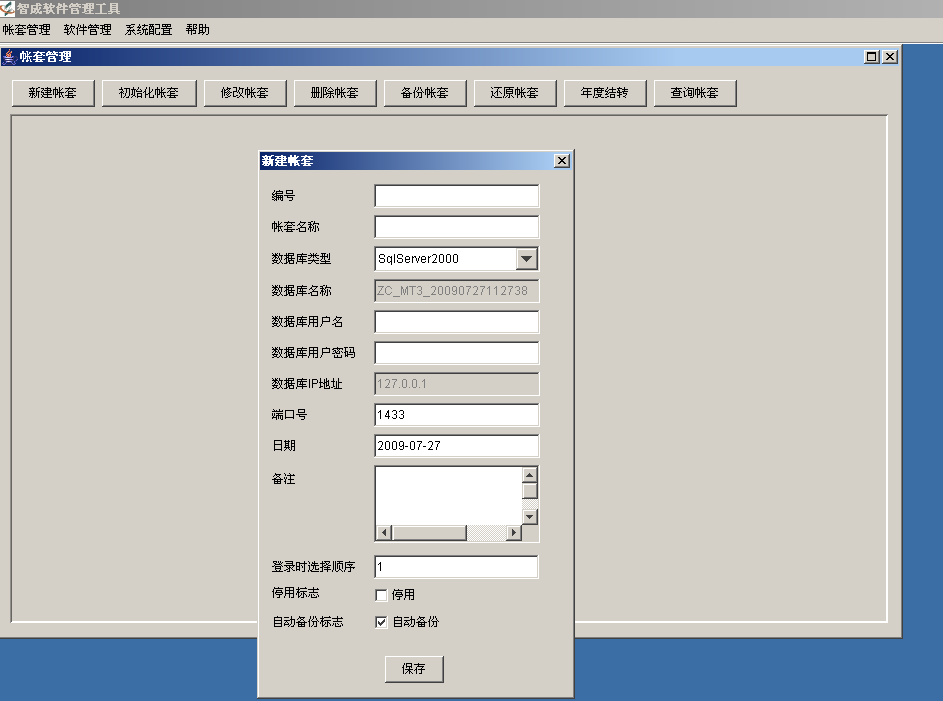 智成软件管理工具
帐套管理 软件管理 系统配置 帮助
帐套管理
新建帐套 初始化帐套 修改帐套 删除帐套 备份帐套 还原帐套 年度结转 查询帐套
新建帐套
编号
帐套名称
数据库类型 SqlServer2000
数据库名称 ZC_MT3_20090727112738
数据库用户名
数据库用户密码
数据库IP地址 127.0.0.1
端口号 1433
日期 2009-07-27
备注
登录时选择顺序 1
停用标志 停用
自动备份标志 自动备份
保存